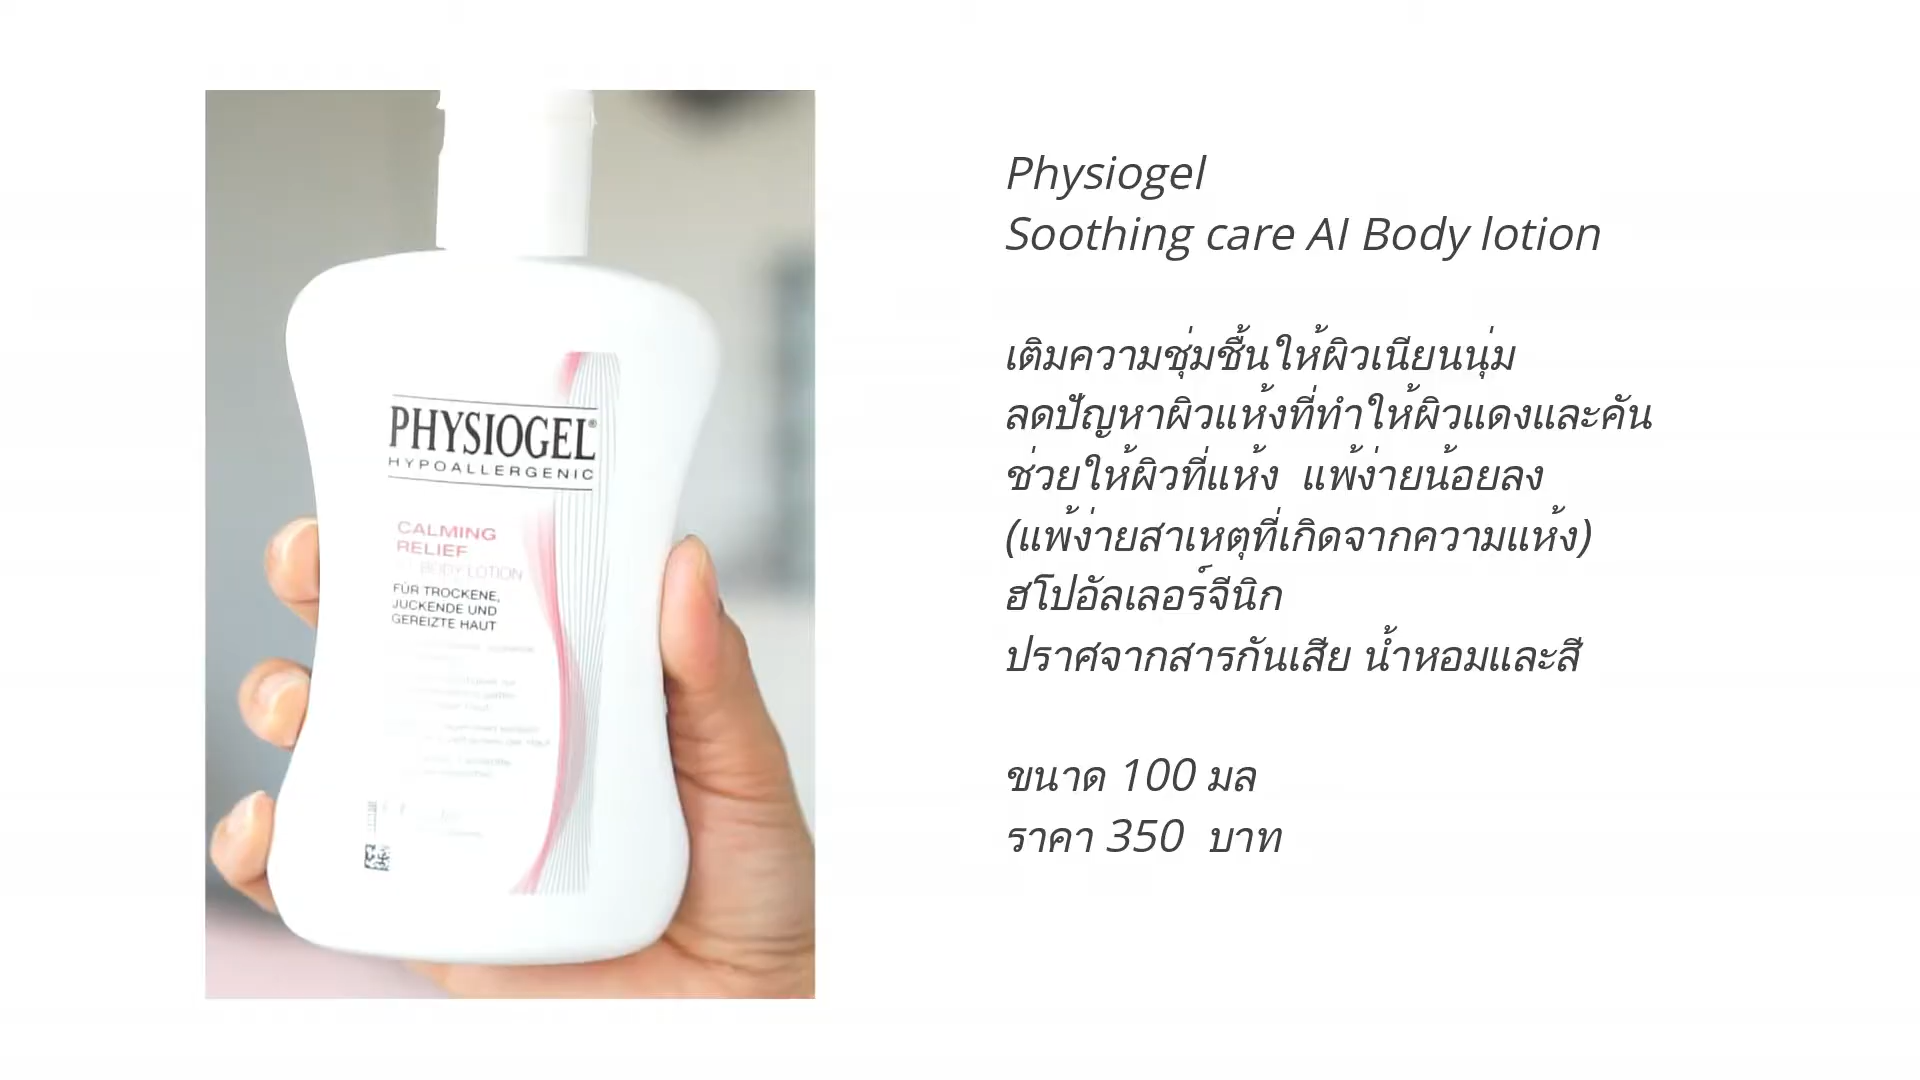 PHYSIOGEL®
HYPOALLERGENIC
CALMING
RELIEF
BODY LOTION
FÜR TROCKENE,
JUCKENDE UND
GEREIZTE HAUT
Physiogel
Soothing care AI Body lotion
เติมความชุ่มชื้นให้ผิวเนียนนุ่ม
ลดปัญหาผิวแห้งที่ทำให้ผิวแดงและคัน
ช่วยให้ผิวที่แห้ง แพ้ง่ายน้อยลง
(แพ้ง่ายสาเหตุที่เกิดจากความแห้ง)
ฮโปอัลเลอร์จีนิก
ปราศจากสารกันเสีย น้ำหอมและสี
ขนาด 100 มล
ราคา 350 บาท